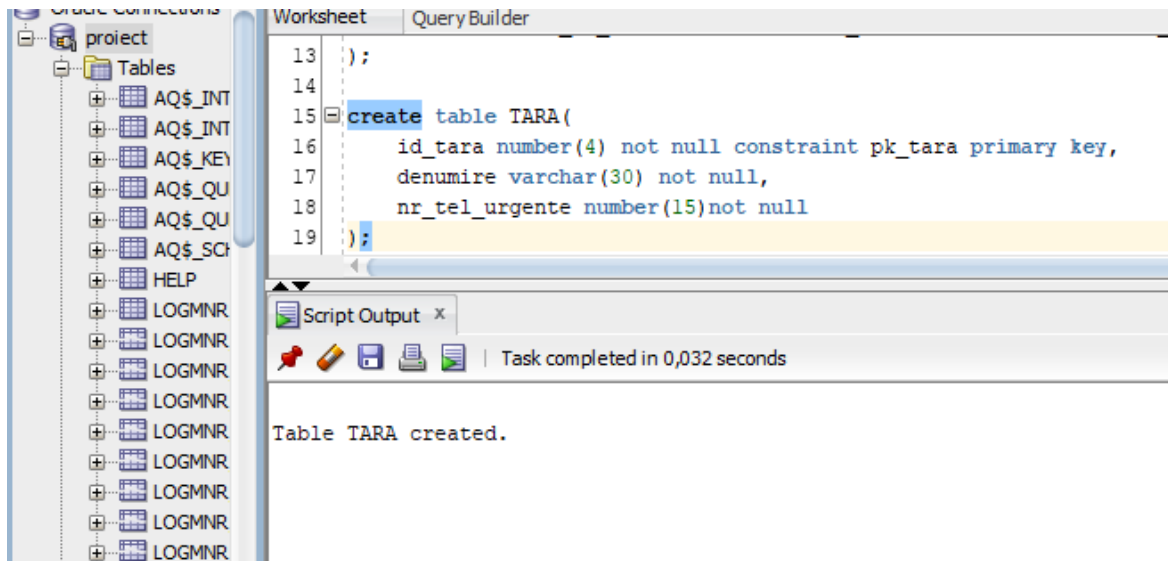 Oracle Connections
proiect
Tables
AQ$_INT
AQ$_INT
AQ$_KEY
AQ$_QU
AQ$_QU
AQ$_SCH
HELP
LOGMNR
LOGMNR
LOGMNR
LOGMNR
LOGMNR
LOGMNR
LOGMNR
LOGMNR
LOGMNR
Worksheet Query Builder
13 );
14
15 create table TARA(
16 id_tara number(4) not null constraint pk_tara primary key,
17 denumire varchar(30) not null,
18 nr_tel_urgente number(15)not null
19 );
Script Output x
Task completed in 0,032 seconds
Table TARA created.